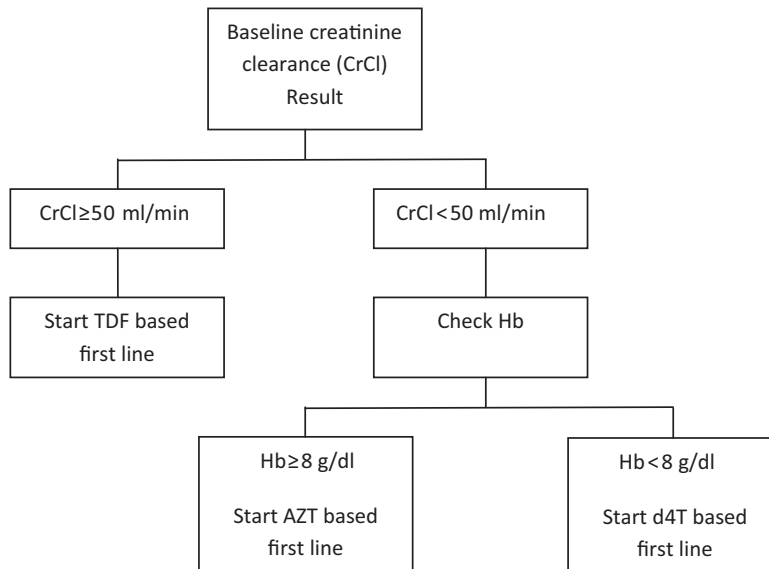 Baseline creatinine
clearance (CrCl)
Result
CrCl≥50 ml/min
CrCl<50 ml/min
Start TDF based
first line
Check Hb
Hb≥8 g/dl
Start AZT based
first line
Hb<8 g/dl
Start d4T based
first line